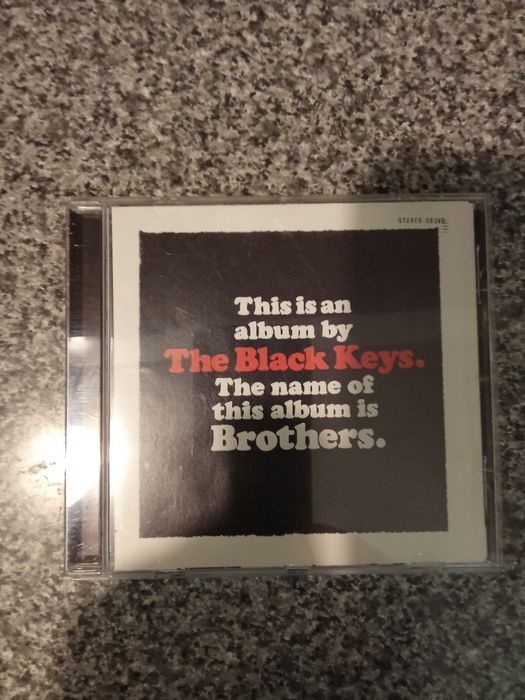 STEREO SOUND
This is an
album by
The Black Keys.
The name of
this album is
Brothers.